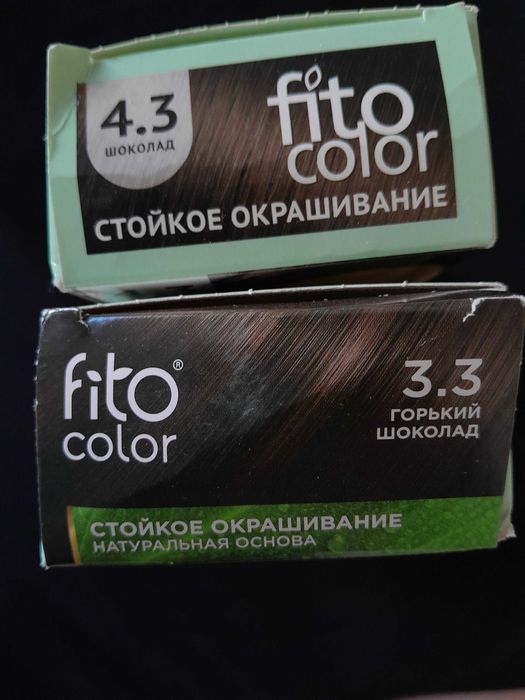 4.3
ШОКОЛАД
fito
color
СТОЙКОЕ ОКРАШИВАНИЕ
fito®
color
3.3
ГОРЬКИЙ
ШОКОЛАД
СТОЙКОЕ ОКРАШИВАНИЕ
НАТУРАЛЬНАЯ ОСНОВА